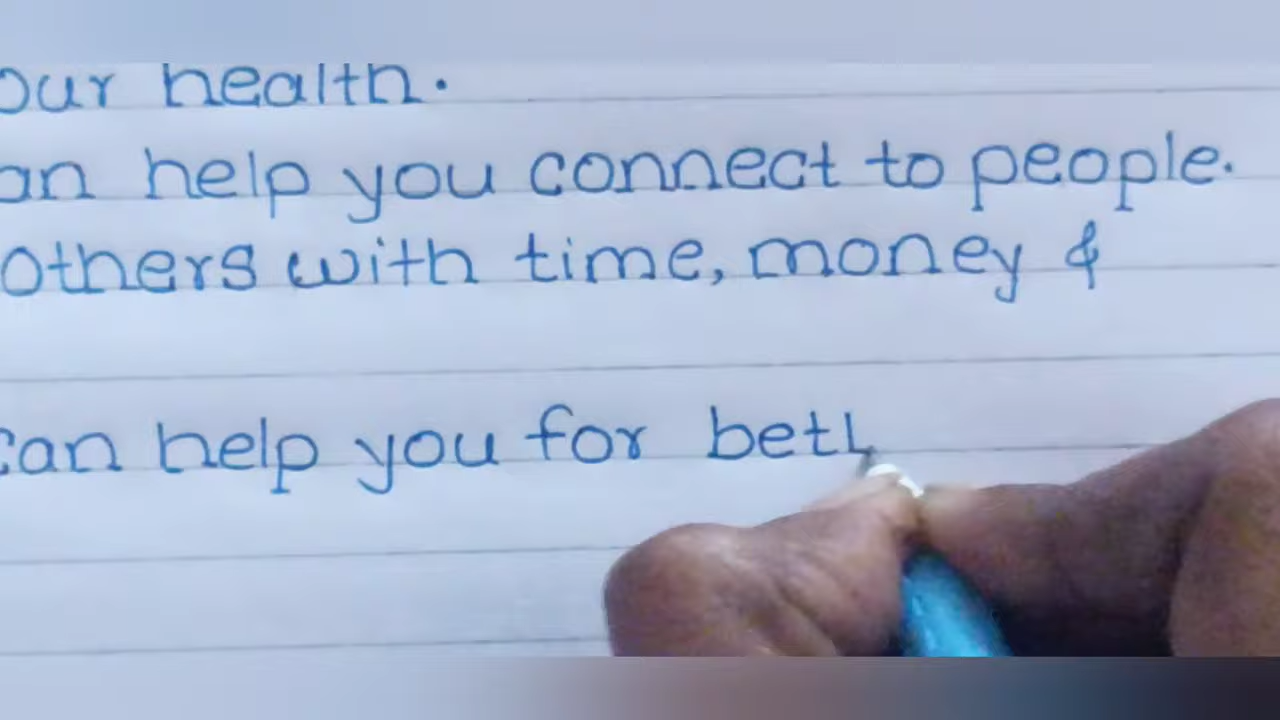 our health.
an help you connect to people.
others with time, money &
can help you for bett